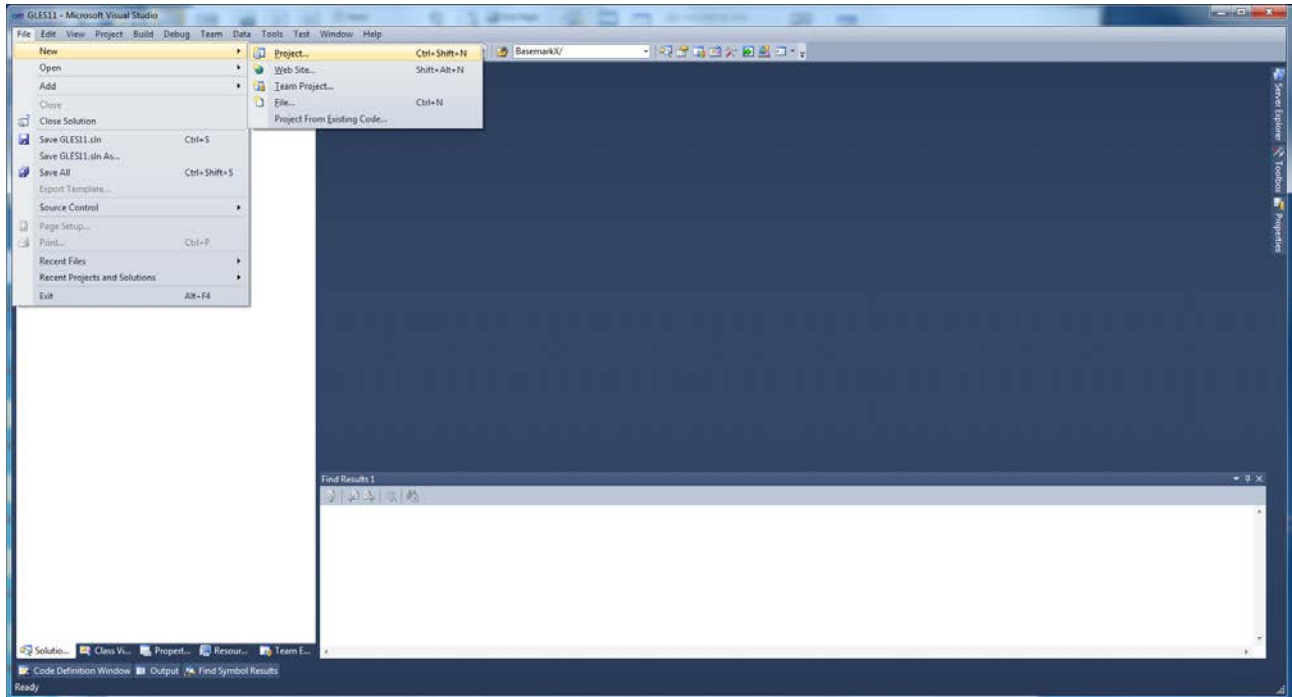 GLES11 - Microsoft Visual Studio
File Edit View Project Build Debug Team Data Tools Test Window Help
BasemarkX/
New
Open
Add
Close
Close Solution
Save GLES11.sln Ctrl+S
Save GLES11.sln As...
Save All Ctrl+Shift+S
Export Template...
Source Control
Page Setup...
Print... Ctrl+P
Recent Files
Recent Projects and Solutions
Exit Alt+F4
Project... Ctrl+Shift+N
Web Site... Shift+Alt+N
Team Project...
File... Ctrl+N
Project From Existing Code...
Server Explorer
Toolbox
Properties
Find Results 1
Solutio... Class Vi... Propert... Resour... Team E...
Code Definition Window Output Find Symbol Results
Ready